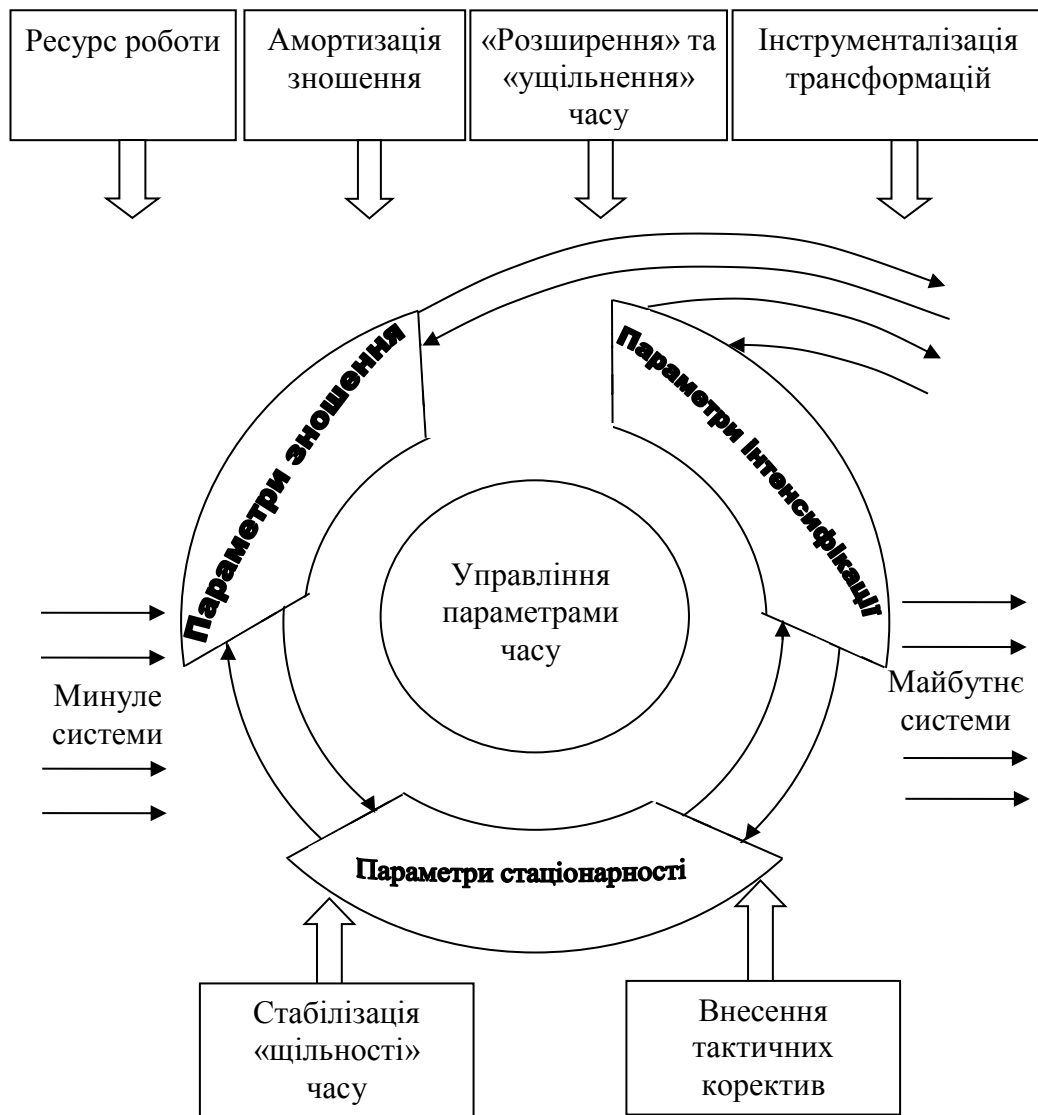 Ресурс роботи
Амортизація
зношення
«Розширення» та
«ущільнення»
часу
Інструменталізація
трансформацій
Параметри зношення
Параметри Інтенсифікації
Управління
параметрами
часу
Минуле
системи
Майбутнє
системи
Параметри стаціонарності
Стабілізація
«щільності»
часу
Внесення
тактичних
коректив